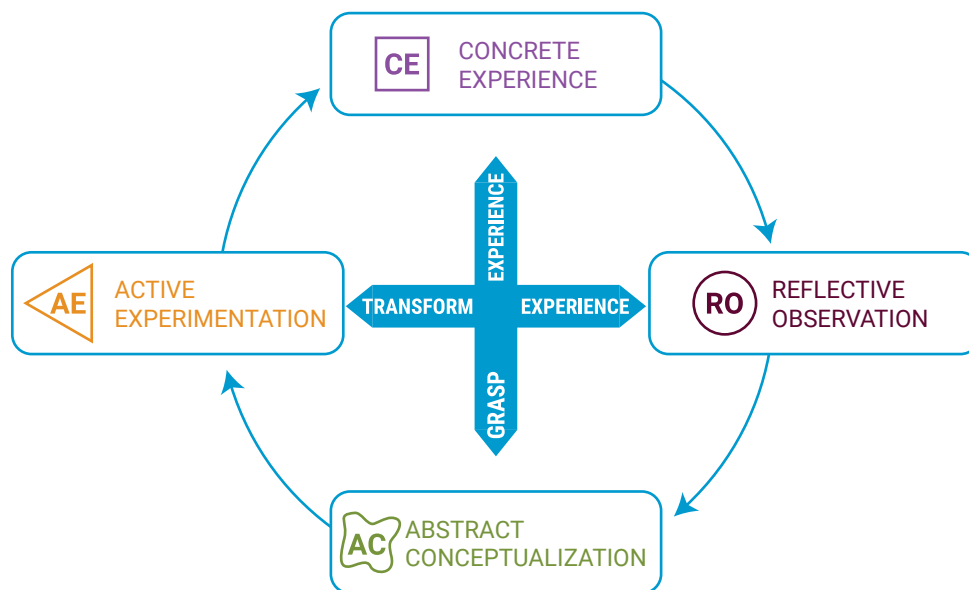 CE
CONCRETE
EXPERIENCE
AE
ACTIVE
EXPERIMENTATION
TRANSFORM EXPERIENCE
GRASP EXPERIENCE
RO
REFLECTIVE
OBSERVATION
AC
ABSTRACT
CONCEPTUALIZATION